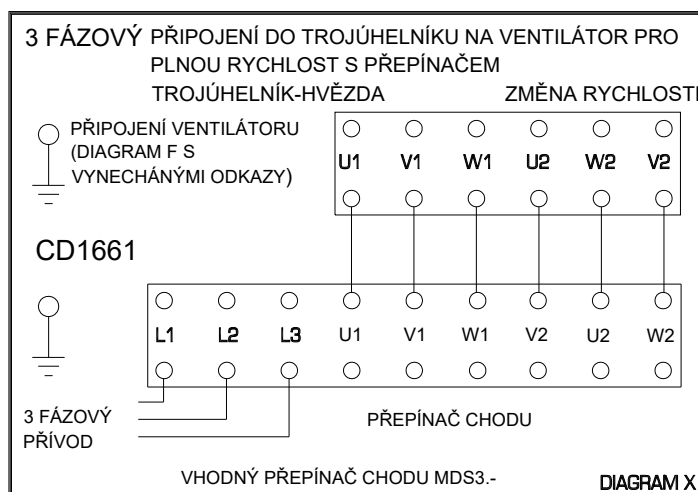 3 FÁZOVÝ PŘIPOJENÍ DO TROJÚHELNÍKU NA VENTILÁTOR PRO
PLNOU RYCHLOST S PŘEPÍNAČEM
TROJÚHELNÍK-HVĚZDA ZMĚNA RYCHLOSTI
PŘIPOJENÍ VENTILÁTORU
(DIAGRAM F S
VYNECHÁNÝMI ODKAZY)
U1 V1 W1 U2 W2 V2
CD1661
L1 L2 L3 U1 V1 W1 V2 U2 W2
3 FÁZOVÝ
PŘÍVOD
PŘEPÍNAČ CHODU
VHODNÝ PŘEPÍNAČ CHODU MDS3.-
DIAGRAM X